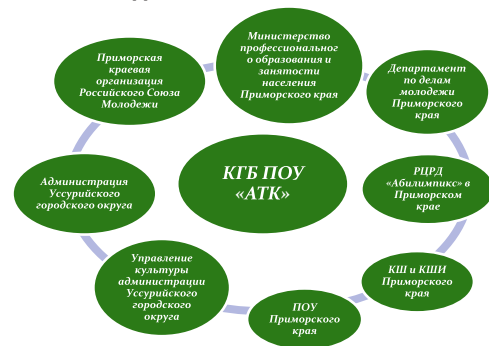 Министерство
профессиональног
о образования и
занятости
населения
Приморского края
Департамент
по делам
молодежи
Приморского
края
РЦРД
«Абилимпикс» в
Приморском
крае
КШ и КШИ
Приморского
края
ПОУ
Приморского
края
Управление
культуры
администрации
Уссурийского
городского
округа
Администрация
Уссурийского
городского округа
Приморская
краевая
организация
Российского Союза
Молодежи
КГБ ПОУ
«АТК»